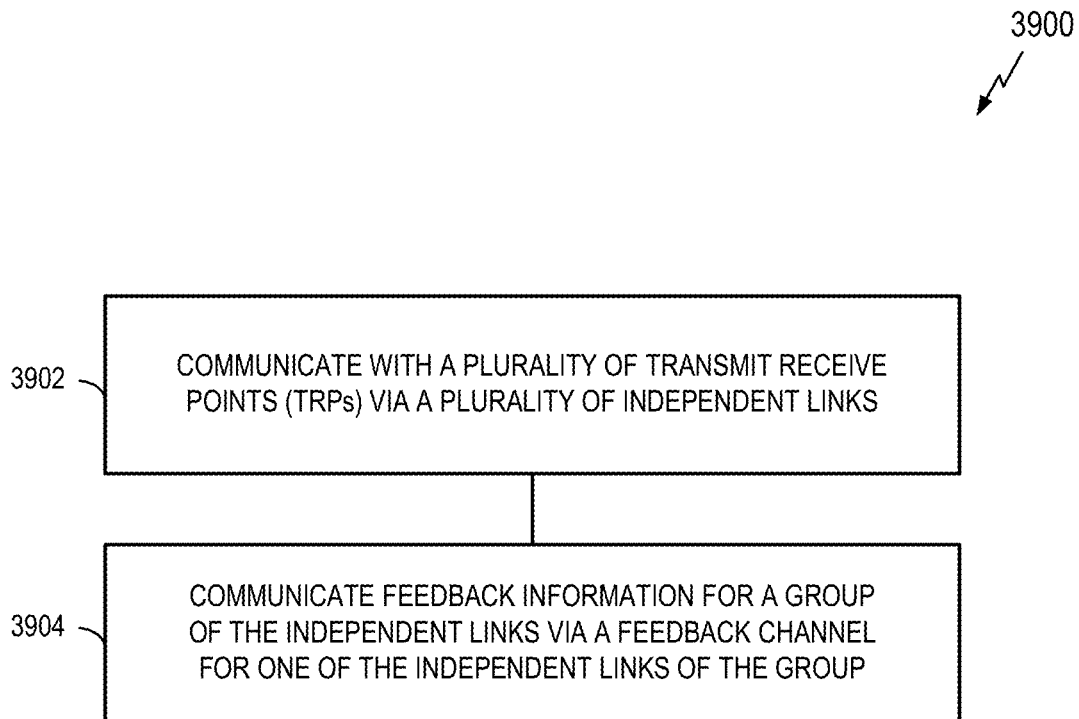 3900
3902
COMMUNICATE WITH A PLURALITY OF TRANSMIT RECEIVE
POINTS (TRPs) VIA A PLURALITY OF INDEPENDENT LINKS
3904
COMMUNICATE FEEDBACK INFORMATION FOR A GROUP
OF THE INDEPENDENT LINKS VIA A FEEDBACK CHANNEL
FOR ONE OF THE INDEPENDENT LINKS OF THE GROUP